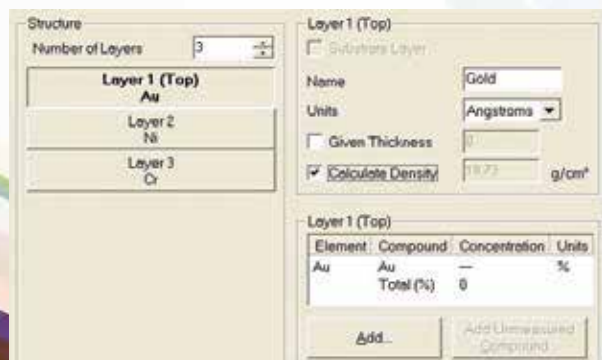 Structure
Number of Layers 3
Layer 1 (Top)
Au
Layer 2
Ni
Layer 3
Cr
Layer 1 (Top)
Substrate Layer
Name Gold
Units Angstroms
Given Thickness 0
Calculate Density g/cm³
Layer 1 (Top)
Element Compound Concentration Units
Au Au — %
Total (%) 0
Add...
Add Unmeasured
Compound